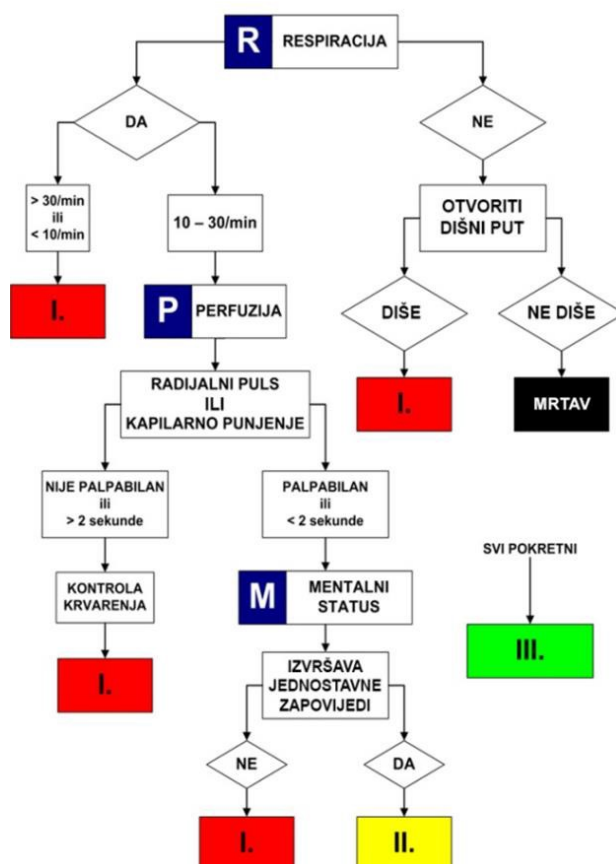 R RESPIRACIJA
DA
NE
> 30/min
ili
< 10/min
10 – 30/min
OTVORITI
DIŠNI PUT
I.
P PERFUZIJA
DIŠE
NE DIŠE
RADIJALNI PULS
ILI
KAPILARNO PUNJENJE
I.
MRTAV
NIJE PALPABILAN
ili
> 2 sekunde
PALPABILAN
ili
< 2 sekunde
KONTROLA
KRVARENJA
M MENTALNI
STATUS
SVI POKRETNI
I.
III.
IZVRŠAVA
JEDNOSTAVNE
ZAPOVIJEDI
NE
DA
I.
II.